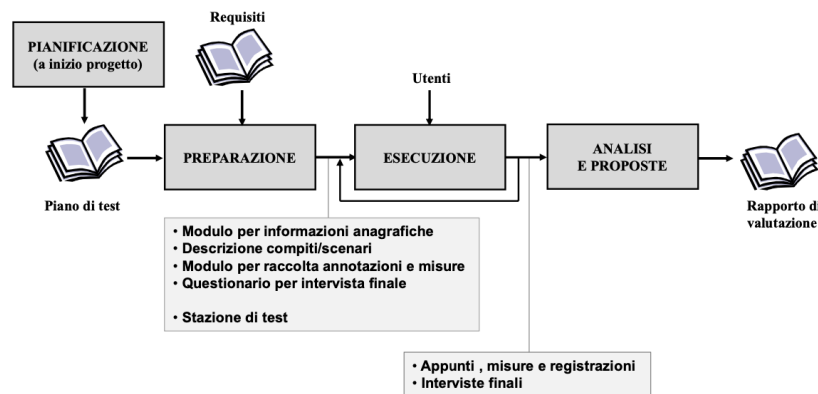 Requisiti
PIANIFICAZIONE
(a inizio progetto)
Utenti
PREPARAZIONE
ESECUZIONE
ANALISI
E PROPOSTE
Piano di test
Rapporto di
valutazione
• Modulo per informazioni anagrafiche
• Descrizione compiti/scenari
• Modulo per raccolta annotazioni e misure
• Questionario per intervista finale
• Stazione di test
• Appunti , misure e registrazioni
• Interviste finali